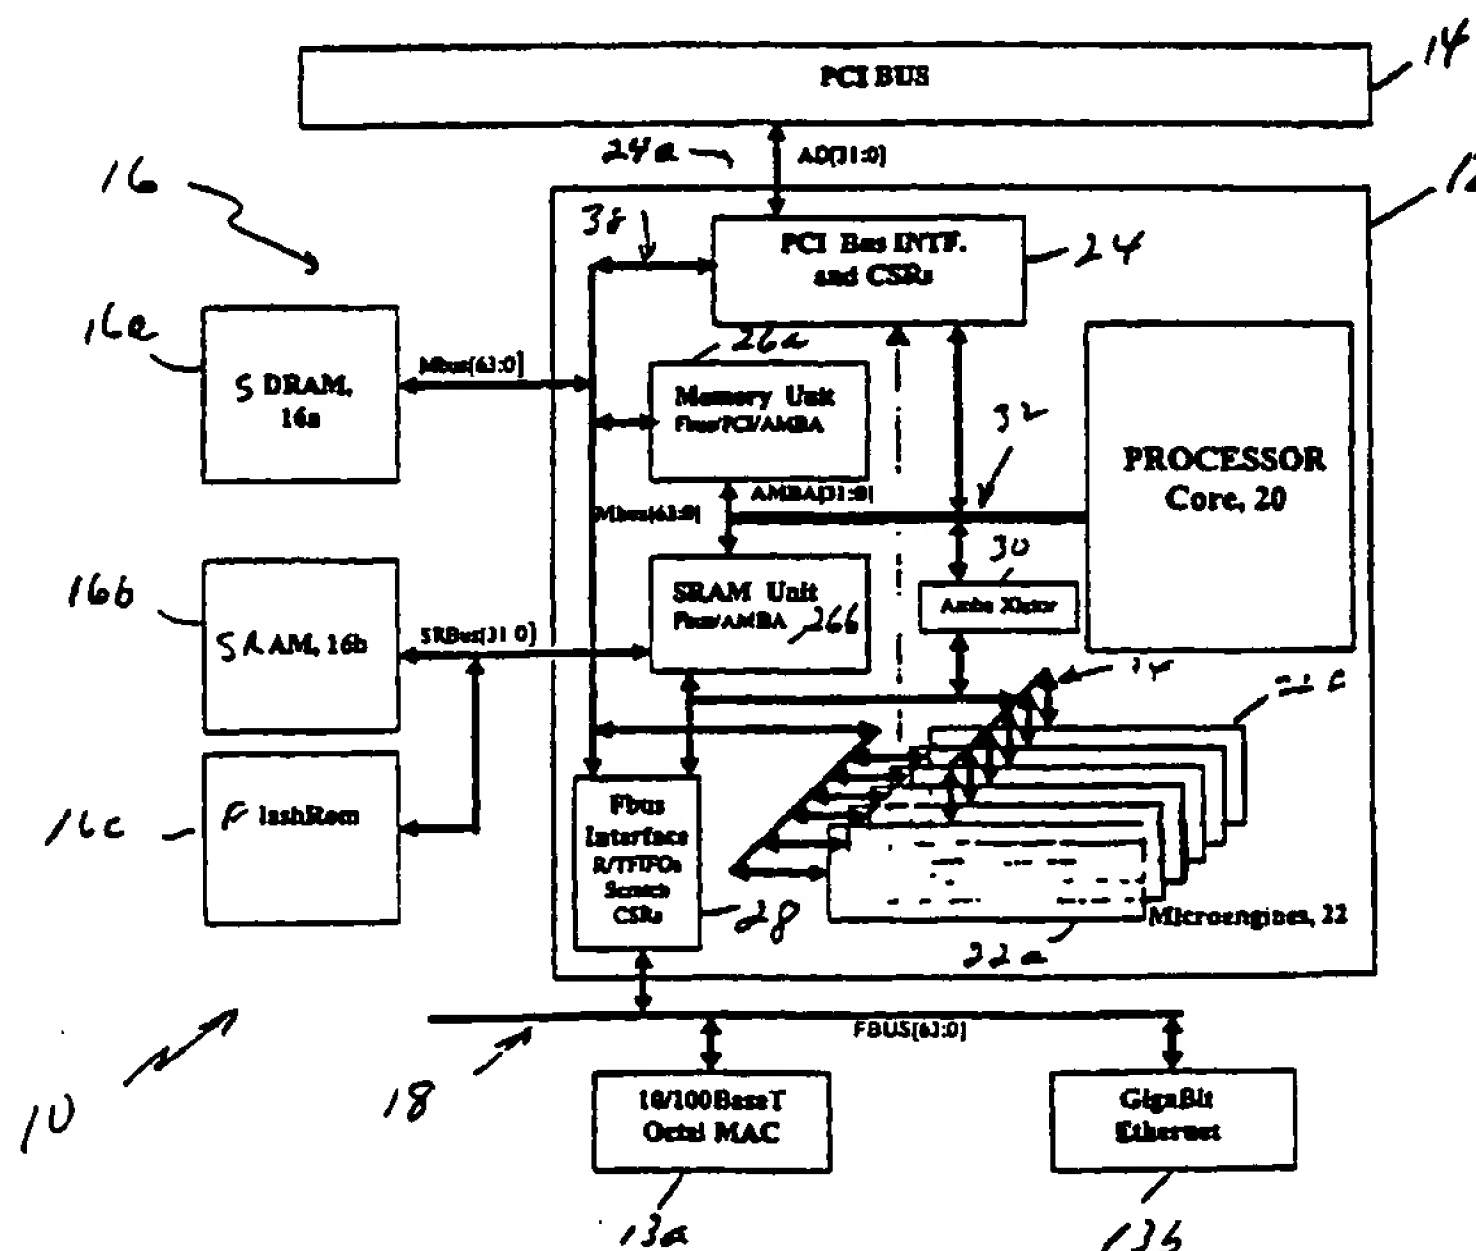 14
PCI BUS
24a
AD[31:0]
16
12
38
PCI Bus INTF.
and CSRs
24
16a
26a
Mbus[63:0]
S DRAM,
16a
Memory Unit
Fbus/PCI/AMBA
32
PROCESSOR
Core, 20
AMBA[31:0]
Mbus[63:0]
30
16b
SRAM Unit
Fbus/AMBA
26b
Amba Xlator
SRBus[31:0]
SRAM, 16b
16c
FlashRom
Fbus
Interface
R/TFIFOs
Scratch
CSRs
28
Microengines, 22
22a
FBUS[63:0]
10
18
10/100BaseT
Octal MAC
GigaBit
Ethernet
13a
13b